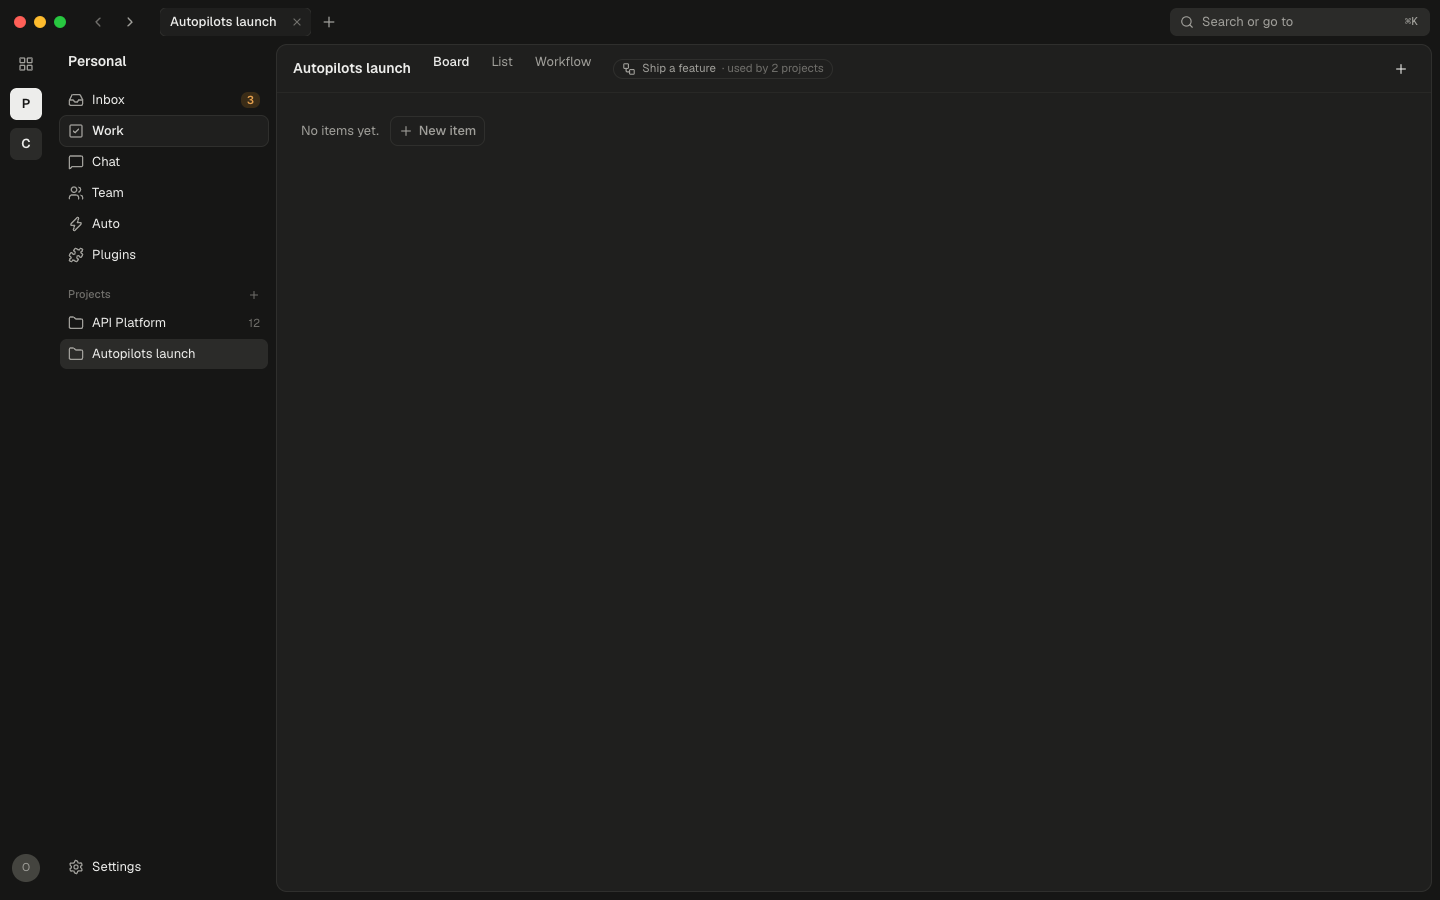 Autopilots launch
Search or go to ⌘K
Personal
P
C
Inbox 3
Work
Chat
Team
Auto
Plugins
Projects
API Platform 12
Autopilots launch
Settings
O
Autopilots launch Board List Workflow Ship a feature · used by 2 projects
No items yet. New item